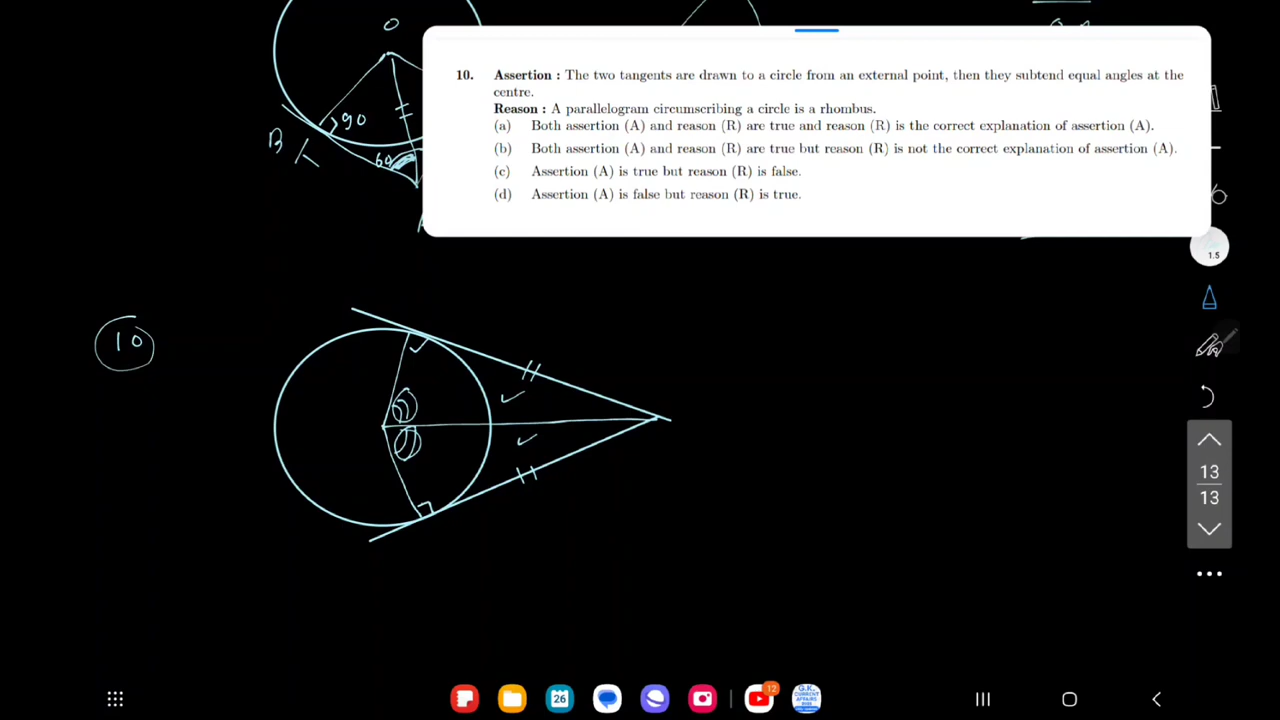 O
10. Assertion : The two tangents are drawn to a circle from an external point, then they subtend equal angles at the
centre.
Reason : A parallelogram circumscribing a circle is a rhombus.
(a) Both assertion (A) and reason (R) are true and reason (R) is the correct explanation of assertion (A).
(b) Both assertion (A) and reason (R) are true but reason (R) is not the correct explanation of assertion (A).
(c) Assertion (A) is true but reason (R) is false.
(d) Assertion (A) is false but reason (R) is true.
90
B
60
1.5
10
13
13
26
12
G.K.
CURRENT
AFFAIRS